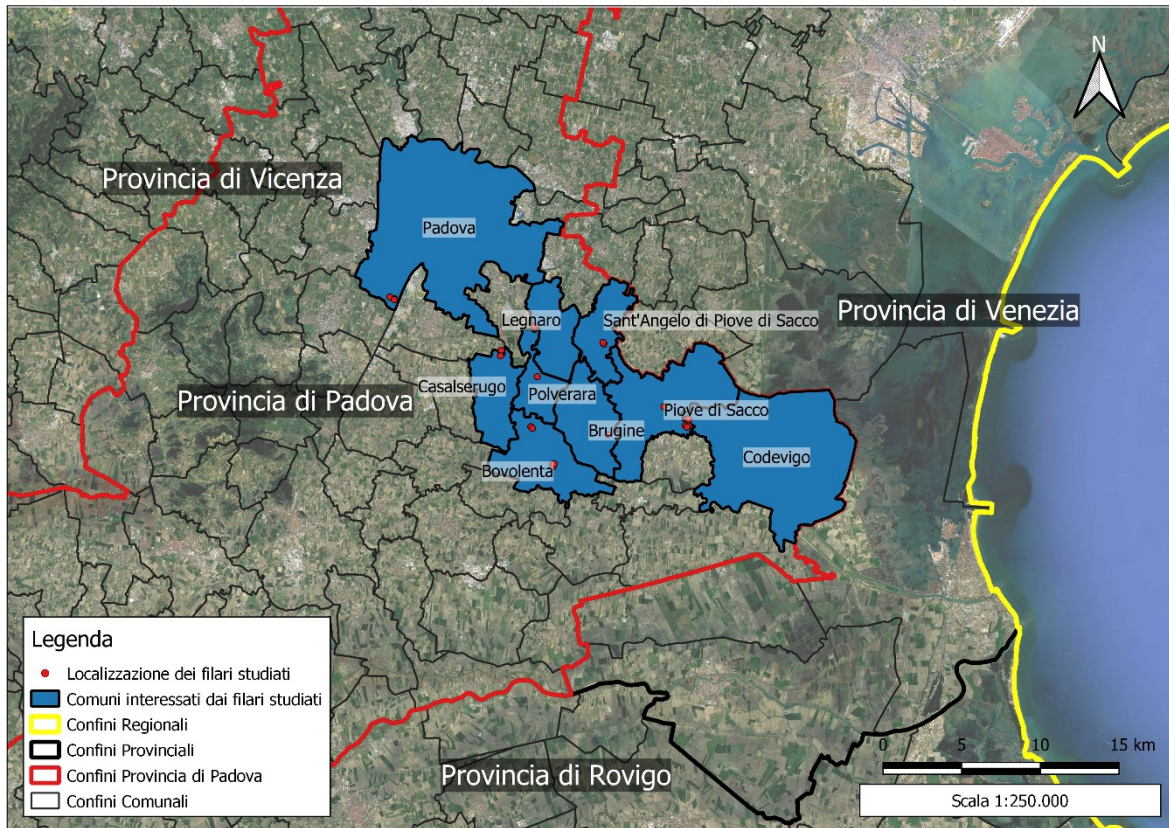 N
Provincia di Vicenza
Padova
Provincia di Venezia
Legnaro
Sant'Angelo di Piove di Sacco
Provincia di Padova
Casalserugo
Polverara
Piove di Sacco
Brugine
Codevigo
Bovolenta
Legenda
Localizzazione dei filari studiati
Comuni interessati dai filari studiati
Confini Regionali
Confini Provinciali
Confini Provincia di Padova
Confini Comunali
Provincia di Rovigo
0 5 10 15 km
Scala 1:250.000